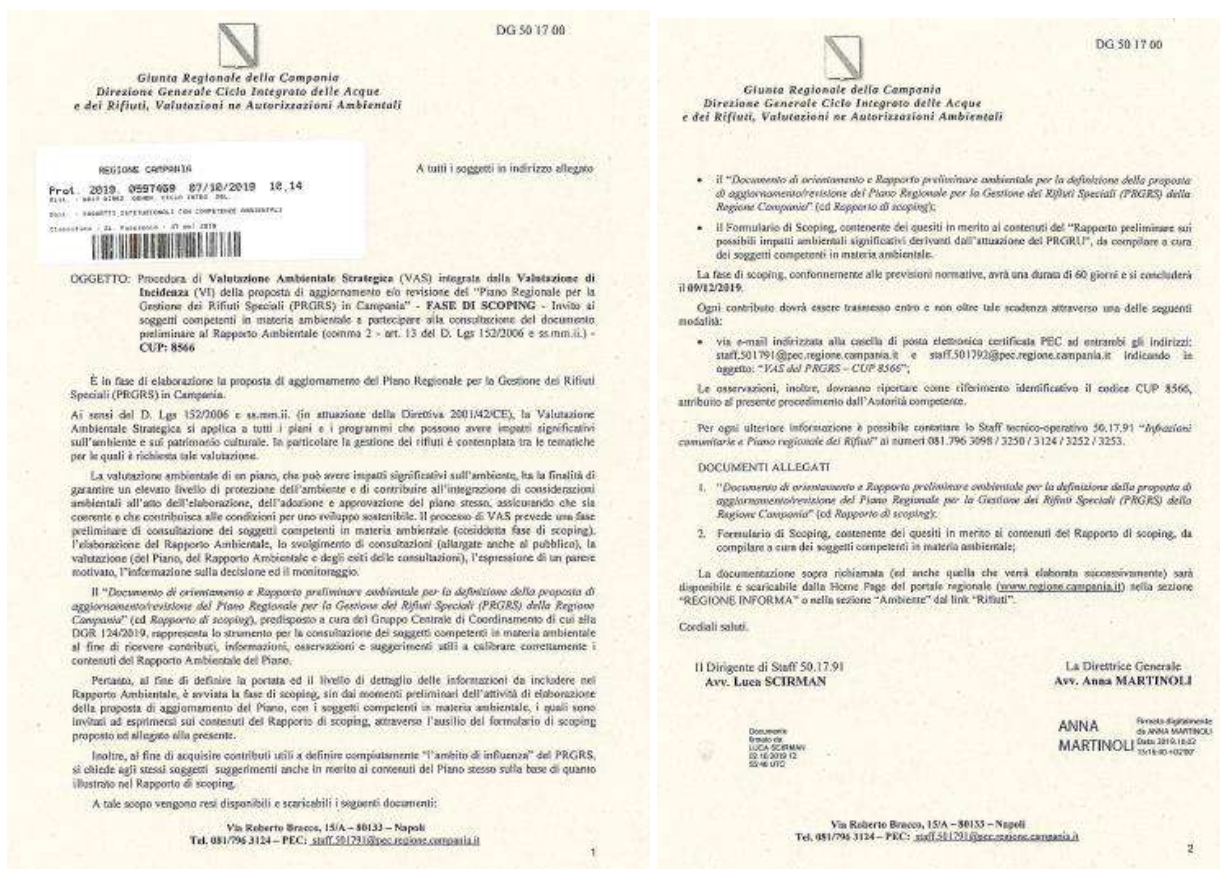 DG 50 17 00
Giunta Regionale della Campania
Direzione Generale Ciclo Integrato delle Acque
e dei Rifiuti, Valutazioni ne Autorizzazioni Ambientali
REGIONE CAMPANIA
Prot. 2019. 0597469 07/10/2019 10,14
A tutti i soggetti in indirizzo allegato
OGGETTO: Procedura di Valutazione Ambientale Strategica (VAS) integrata dalla Valutazione di
Incidenza (VI) della proposta di aggiornamento e/o revisione del "Piano Regionale per la
Gestione dei Rifiuti Speciali (PRGRS) in Campania" - FASE DI SCOPING - Invito ai
soggetti competenti in materia ambientale a partecipare alla consultazione del documento
preliminare al Rapporto Ambientale (comma 2 - art. 13 del D. Lgs 152/2006 e ss.mm.ii.) -
CUP: 8566
È in fase di elaborazione la proposta di aggiornamento del Piano Regionale per la Gestione dei Rifiuti
Speciali (PRGRS) in Campania.
Ai sensi del D. Lgs 152/2006 e ss.mm.ii. (in attuazione della Direttiva 2001/42/CE), la Valutazione
Ambientale Strategica si applica a tutti i piani e i programmi che possono avere impatti significativi
sull'ambiente e sul patrimonio culturale. In particolare la gestione dei rifiuti è contemplata tra le tematiche
per le quali è richiesta tale valutazione.
La valutazione ambientale di un piano, che può avere impatti significativi sull'ambiente, ha la finalità di
garantire un elevato livello di protezione dell'ambiente e di contribuire all'integrazione di considerazioni
ambientali all'atto dell'elaborazione, dell'adozione e approvazione del piano stesso, assicurando che sia
coerente e che contribuisca alle condizioni per uno sviluppo sostenibile. Il processo di VAS prevede una fase
preliminare di consultazione dei soggetti competenti in materia ambientale (cosiddetta fase di scoping),
l'elaborazione del Rapporto Ambientale, lo svolgimento di consultazioni (allargate anche al pubblico), la
valutazione (del Piano, del Rapporto Ambientale e degli esiti delle consultazioni), l'espressione di un parere
motivato, l'informazione sulla decisione ed il monitoraggio.
Il "Documento di orientamento e Rapporto preliminare ambientale per la definizione della proposta di
aggiornamento/revisione del Piano Regionale per la Gestione dei Rifiuti Speciali (PRGRS) della Regione
Campania" (cd Rapporto di scoping), predisposto a cura del Gruppo Centrale di Coordinamento di cui alla
DGR 124/2019, rappresenta lo strumento per la consultazione dei soggetti competenti in materia ambientale
al fine di ricevere contributi, informazioni, osservazioni e suggerimenti utili a calibrare correttamente i
contenuti del Rapporto Ambientale del Piano.
Pertanto, al fine di definire la portata ed il livello di dettaglio delle informazioni da includere nel
Rapporto Ambientale, è avviata la fase di scoping, sin dai momenti preliminari dell'attività di elaborazione
della proposta di aggiornamento del Piano, con i soggetti competenti in materia ambientale, i quali sono
invitati ad esprimersi sui contenuti del Rapporto di scoping, attraverso l'ausilio del formulario di scoping
proposto ed allegato alla presente.
Inoltre, al fine di acquisire contributi utili a definire compiutamente "l'ambito di influenza" del PRGRS,
si chiede agli stessi soggetti suggerimenti anche in merito ai contenuti del Piano stesso sulla base di quanto
illustrato nel Rapporto di scoping.
A tale scopo vengono resi disponibili e scaricabili i seguenti documenti:
Via Roberto Bracco, 15/A – 80133 – Napoli
Tel. 081/796 3124 – PEC: staff.501791@pec.regione.campania.it
1
DG 50 17 00
Giunta Regionale della Campania
Direzione Generale Ciclo Integrato delle Acque
e dei Rifiuti, Valutazioni ne Autorizzazioni Ambientali
• il "Documento di orientamento e Rapporto preliminare ambientale per la definizione della proposta
di aggiornamento/revisione del Piano Regionale per la Gestione dei Rifiuti Speciali (PRGRS) della
Regione Campania" (cd Rapporto di scoping);
• il Formulario di Scoping, contenente dei quesiti in merito ai contenuti del "Rapporto preliminare sui
possibili impatti ambientali significativi derivanti dall'attuazione del PRGRU", da compilare a cura
dei soggetti competenti in materia ambientale.
La fase di scoping, conformemente alle previsioni normative, avrà una durata di 60 giorni e si concluderà
il 09/12/2019.
Ogni contributo dovrà essere trasmesso entro e non oltre tale scadenza attraverso una delle seguenti
modalità:
• via e-mail indirizzata alla casella di posta elettronica certificata PEC ad entrambi gli indirizzi:
staff.501791@pec.regione.campania.it e staff.501792@pec.regione.campania.it indicando in
oggetto: "VAS del PRGRS – CUP 8566";
Le osservazioni, inoltre, dovranno riportare come riferimento identificativo il codice CUP 8566,
attribuito al presente procedimento dall'Autorità competente.
Per ogni ulteriore informazione è possibile contattare lo Staff tecnico-operativo 50.17.91 "Infrazioni
comunitarie e Piano regionale dei Rifiuti" ai numeri 081.796 3098 / 3250 / 3124 / 3252 / 3253.
DOCUMENTI ALLEGATI
1. "Documento di orientamento e Rapporto preliminare ambientale per la definizione della proposta di
aggiornamento/revisione del Piano Regionale per la Gestione dei Rifiuti Speciali (PRGRS) della
Regione Campania" (cd Rapporto di scoping);
2. Formulario di Scoping, contenente dei quesiti in merito ai contenuti del Rapporto di scoping, da
compilare a cura dei soggetti competenti in materia ambientale;
La documentazione sopra richiamata (ed anche quella che verrà elaborata successivamente) sarà
disponibile e scaricabile dalla Home Page del portale regionale (www.regione.campania.it) nella sezione
"REGIONE INFORMA" o nella sezione "Ambiente" dal link "Rifiuti".
Cordiali saluti.
Il Dirigente di Staff 50.17.91
Avv. Luca SCIRMAN
La Direttrice Generale
Avv. Anna MARTINOLI
Documento
firmato da
LUCA SCIRMAN
ANNA
MARTINOLI
Firmato digitalmente
da ANNA MARTINOLI
Via Roberto Bracco, 15/A – 80133 – Napoli
Tel. 081/796 3124 – PEC: staff.501791@pec.regione.campania.it
2